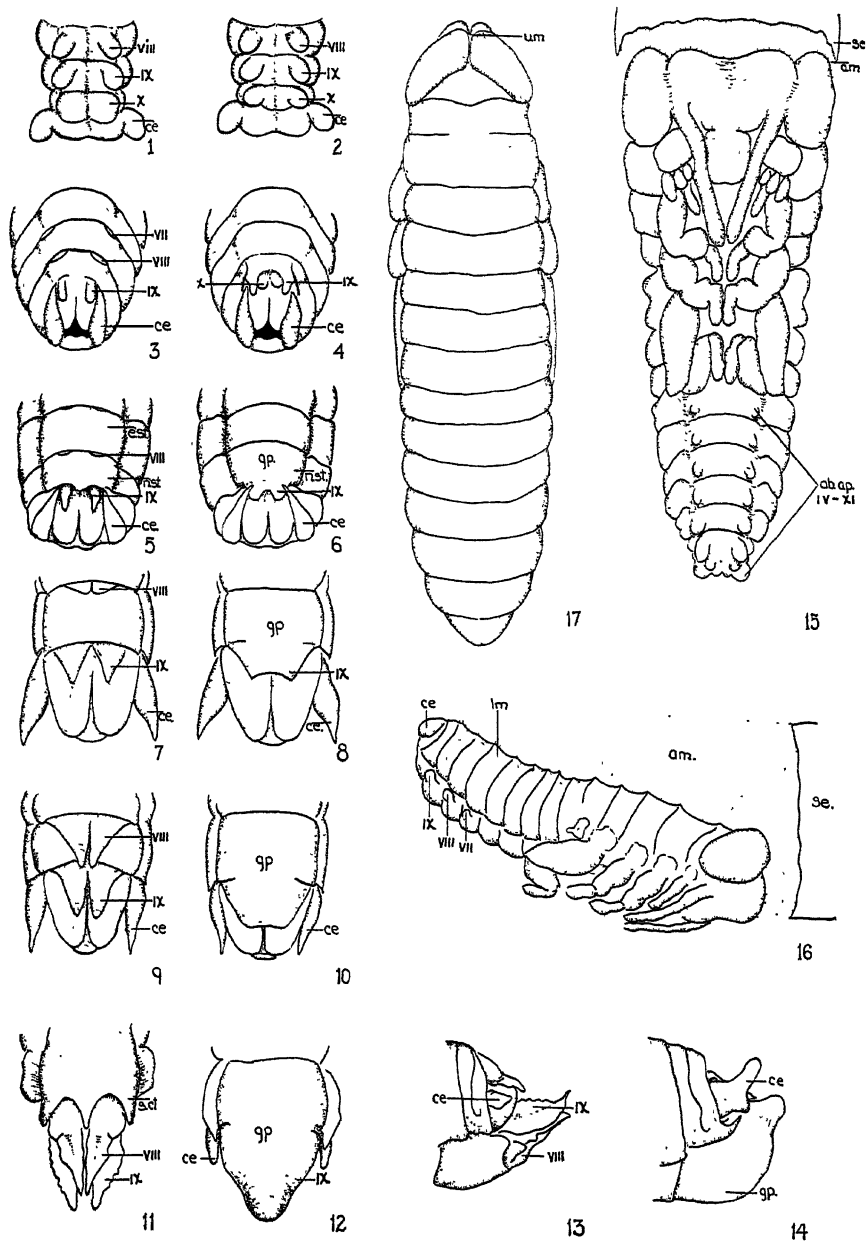 viii
IX
X
ce
1
VIII
IX
X
ce
2
VII
VIII
IX
ce
3
X
IX
ce
4
est
VIII
nst
IX
ce
5
gp.
nst.
IX
ce
6
VIII
IX
ce
7
gp
IX
ce.
8
VIII
IX
ce
9
gp
ce
10
sct
VIII
IX
11
gp
ce
IX
12
um
17
se
am
ab ap.
IV-XI
15
ce
lm
am.
se.
IX
VIII
VII
16
ce
IX
VIII
13
ce
gp.
14